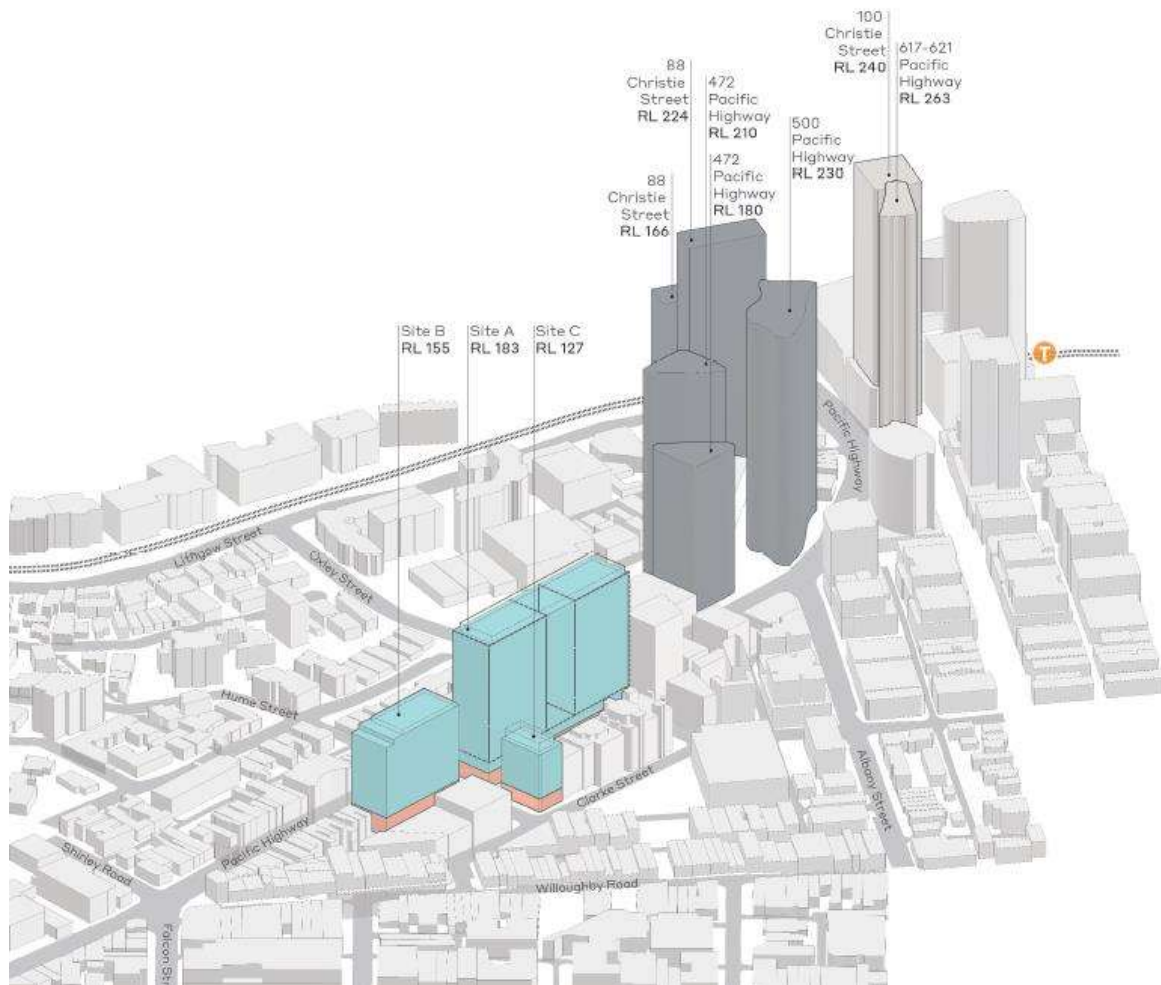 100
Christie
Street
RL 240
617-621
Pacific
Highway
RL 263
88
Christie
Street
RL 224
472
Pacific
Highway
RL 210
500
Pacific
Highway
RL 230
472
Pacific
Highway
RL 180
88
Christie
Street
RL 166
Site B
RL 155
Site A
RL 183
Site C
RL 127
T
Pacific Highway
Lithgow Street
Oxley Street
Hume Street
Clarke Street
Albany Street
Pacific Highway
Shirley Road
Willoughby Road
Falcon Str